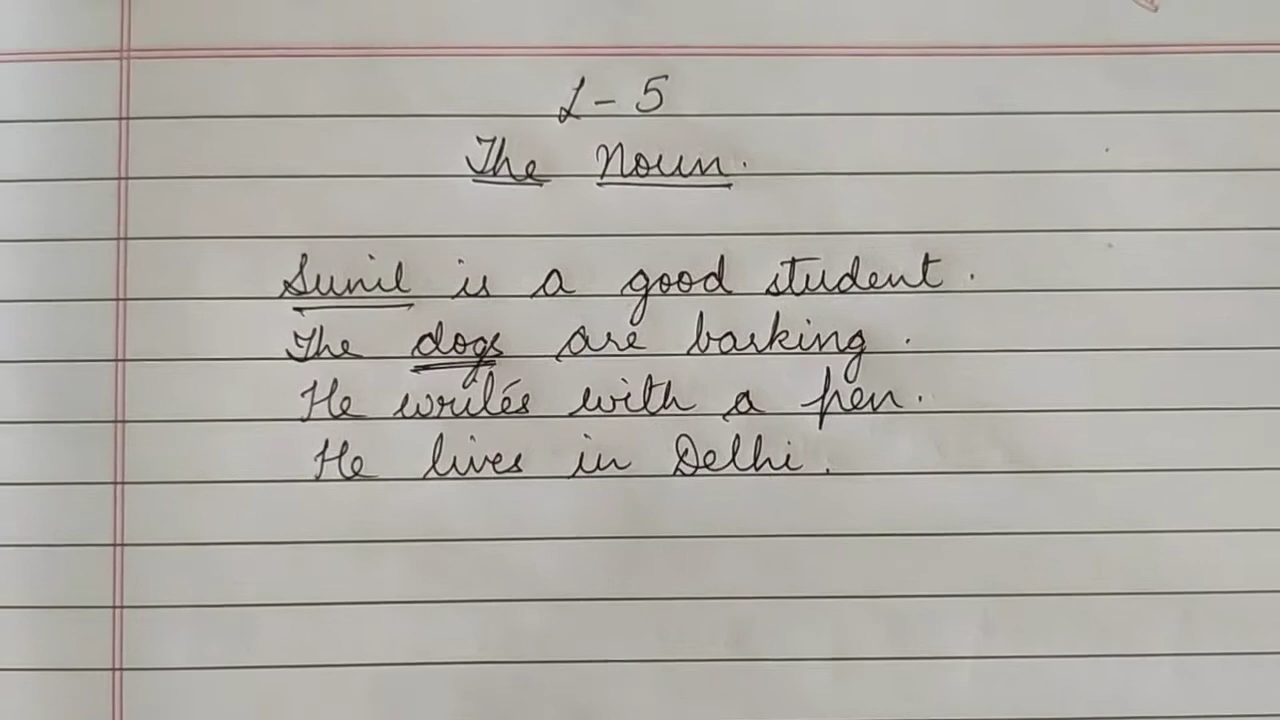 L-5
The Noun.
Sunil is a good student.
The dogs are barking.
He writes with a pen.
He lives in Delhi.